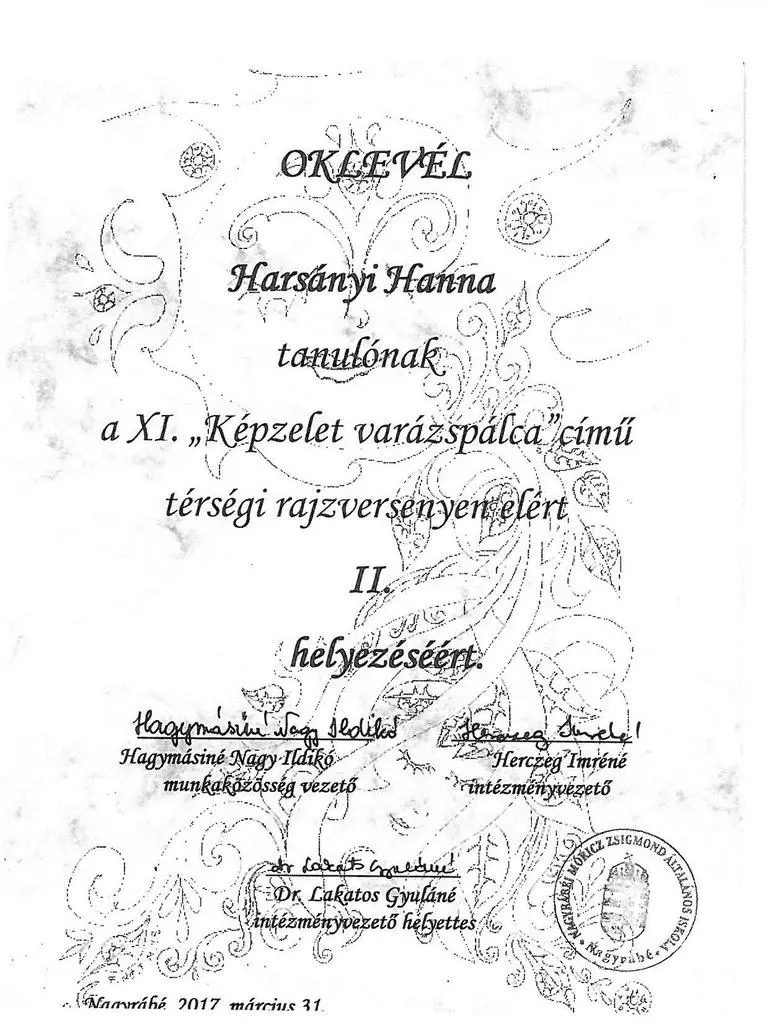 OKLEVÉL
Harsányi Hanna
tanulónak
a XI. „Képzelet varázspálca” című
térségi rajzversenyen elért
II.
helyezéséért.
Hagymásiné Nagy Ildikó
Hagymásiné Nagy Ildikó
munkaközösség vezető
Herczeg Imréné
Herczeg Imréné
intézményvezető
dr Lakats Gyuláné
Dr. Lakatos Gyuláné
intézményvezető helyettes
NAGYRÁBÉI MÓRICZ ZSIGMOND ÁLTALÁNOS ISKOLA
Nagyrábé
Nagyrábé, 2017. március 31.